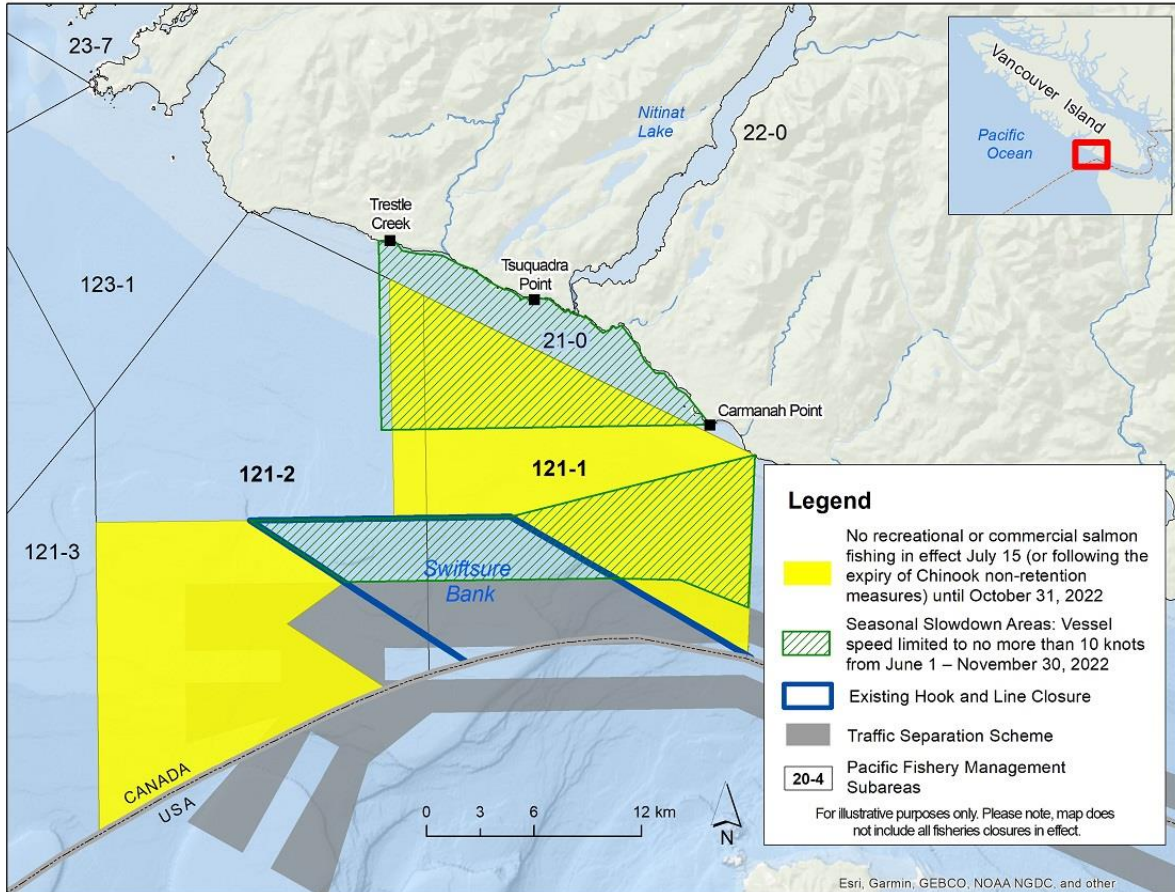 23-7
Nitinat
Lake
22-0
Vancouver Island
Pacific
Ocean
Trestle
Creek
Tsuquadra
Point
123-1
21-0
Carmanah Point
121-2
121-1
121-3
Swiftsure
Bank
CANADA
USA
0 3 6 12 km
N
Legend
No recreational or commercial salmon
fishing in effect July 15 (or following the
expiry of Chinook non-retention
measures) until October 31, 2022
Seasonal Slowdown Areas: Vessel
speed limited to no more than 10 knots
from June 1 – November 30, 2022
Existing Hook and Line Closure
Traffic Separation Scheme
20-4
Pacific Fishery Management
Subareas
For illustrative purposes only. Please note, map does
not include all fisheries closures in effect.
Esri, Garmin, GEBCO, NOAA NGDC, and other